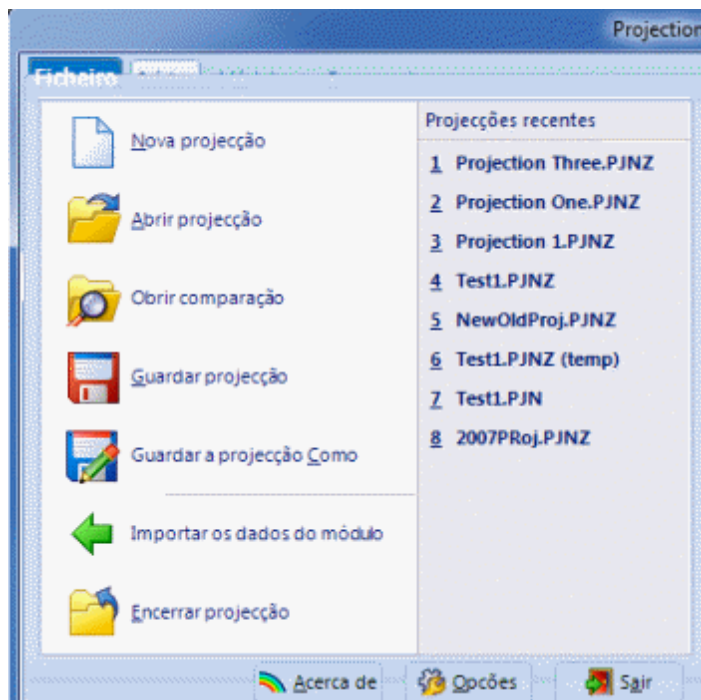 Projection
Ficheiro
Nova projecção
Abrir projecção
Obrir comparação
Guardar projecção
Guardar a projecção Como
Importar os dados do módulo
Encerrar projecção
Projecções recentes
1 Projection Three.PJNZ
2 Projection One.PJNZ
3 Projection 1.PJNZ
4 Test1.PJNZ
5 NewOldProj.PJNZ
6 Test1.PJNZ (temp)
7 Test1.PJN
8 2007PRoj.PJNZ
Acerca de
Opcões
Sair